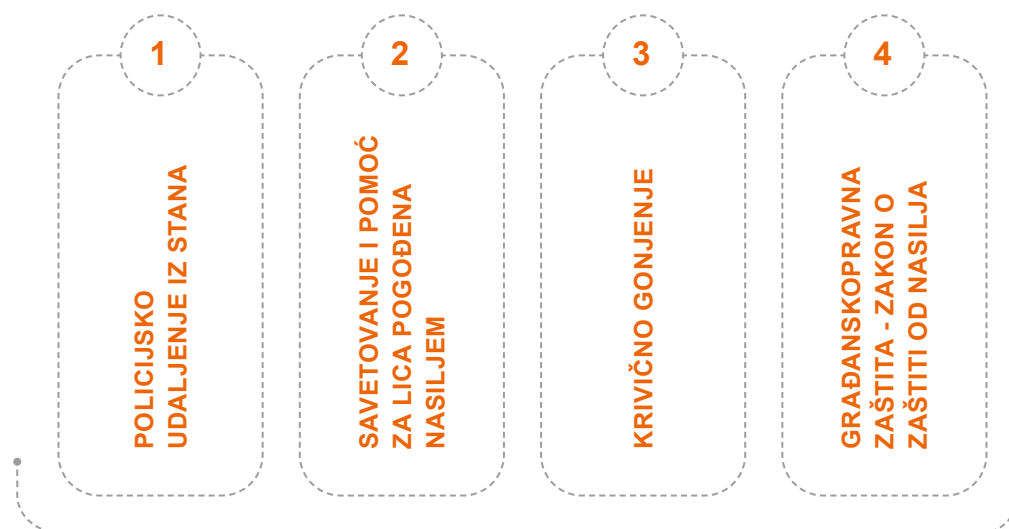 1
POLICIJSKO
UDALJENJE IZ STANA
2
SAVETOVANJE I POMOĆ
ZA LICA POGOĐENA
NASILJEM
3
KRIVIČNO GONJENJE
4
GRAĐANSKOPRAVNA
ZAŠTITA - ZAKON O
ZAŠTITI OD NASILJA